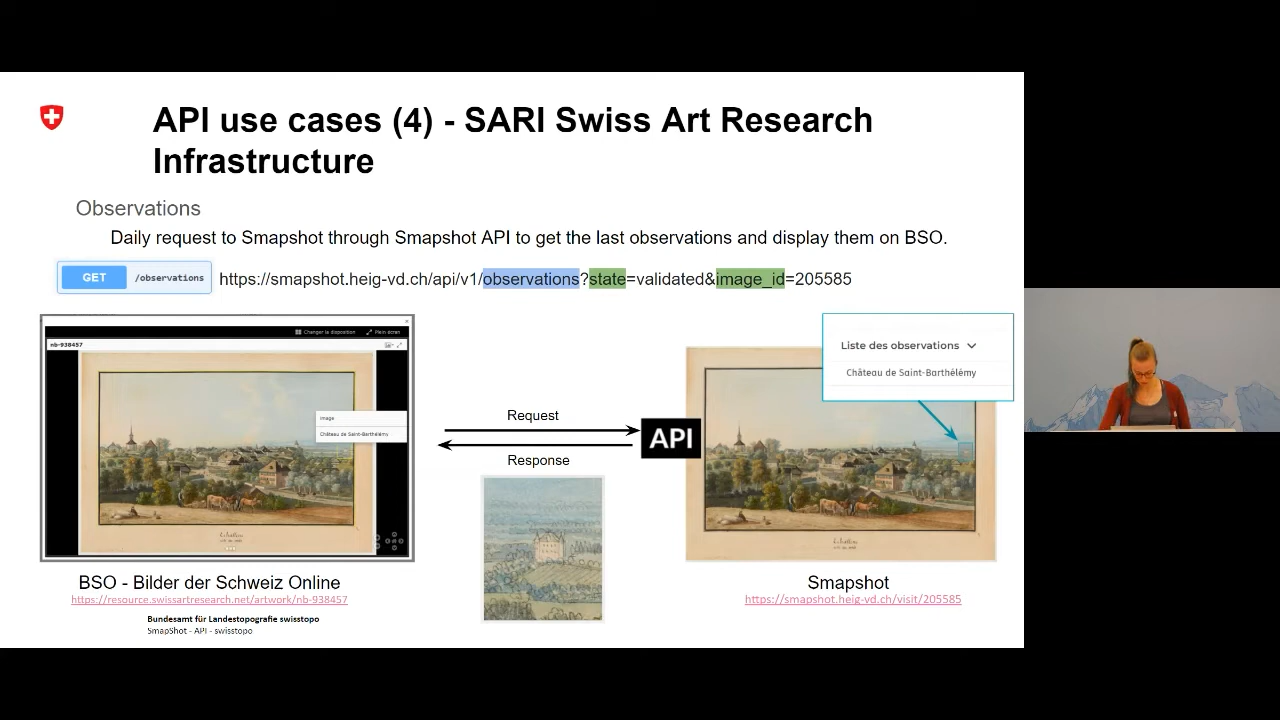 API use cases (4) - SARI Swiss Art Research
Infrastructure
Observations
Daily request to Smapshot through Smapshot API to get the last observations and display them on BSO.
GET /observations https://smapshot.heig-vd.ch/api/v1/observations?state=validated&image_id=205585
Changer la disposition Plein écran
nb-938457
Image
Château de Saint-Barthélémy
Request
API
Response
Liste des observations
Château de Saint-Barthélémy
BSO - Bilder der Schweiz Online
https://resource.swissartresearch.net/artwork/nb-938457
Smapshot
https://smapshot.heig-vd.ch/visit/205585
Bundesamt für Landestopografie swisstopo
SmapShot - API - swisstopo